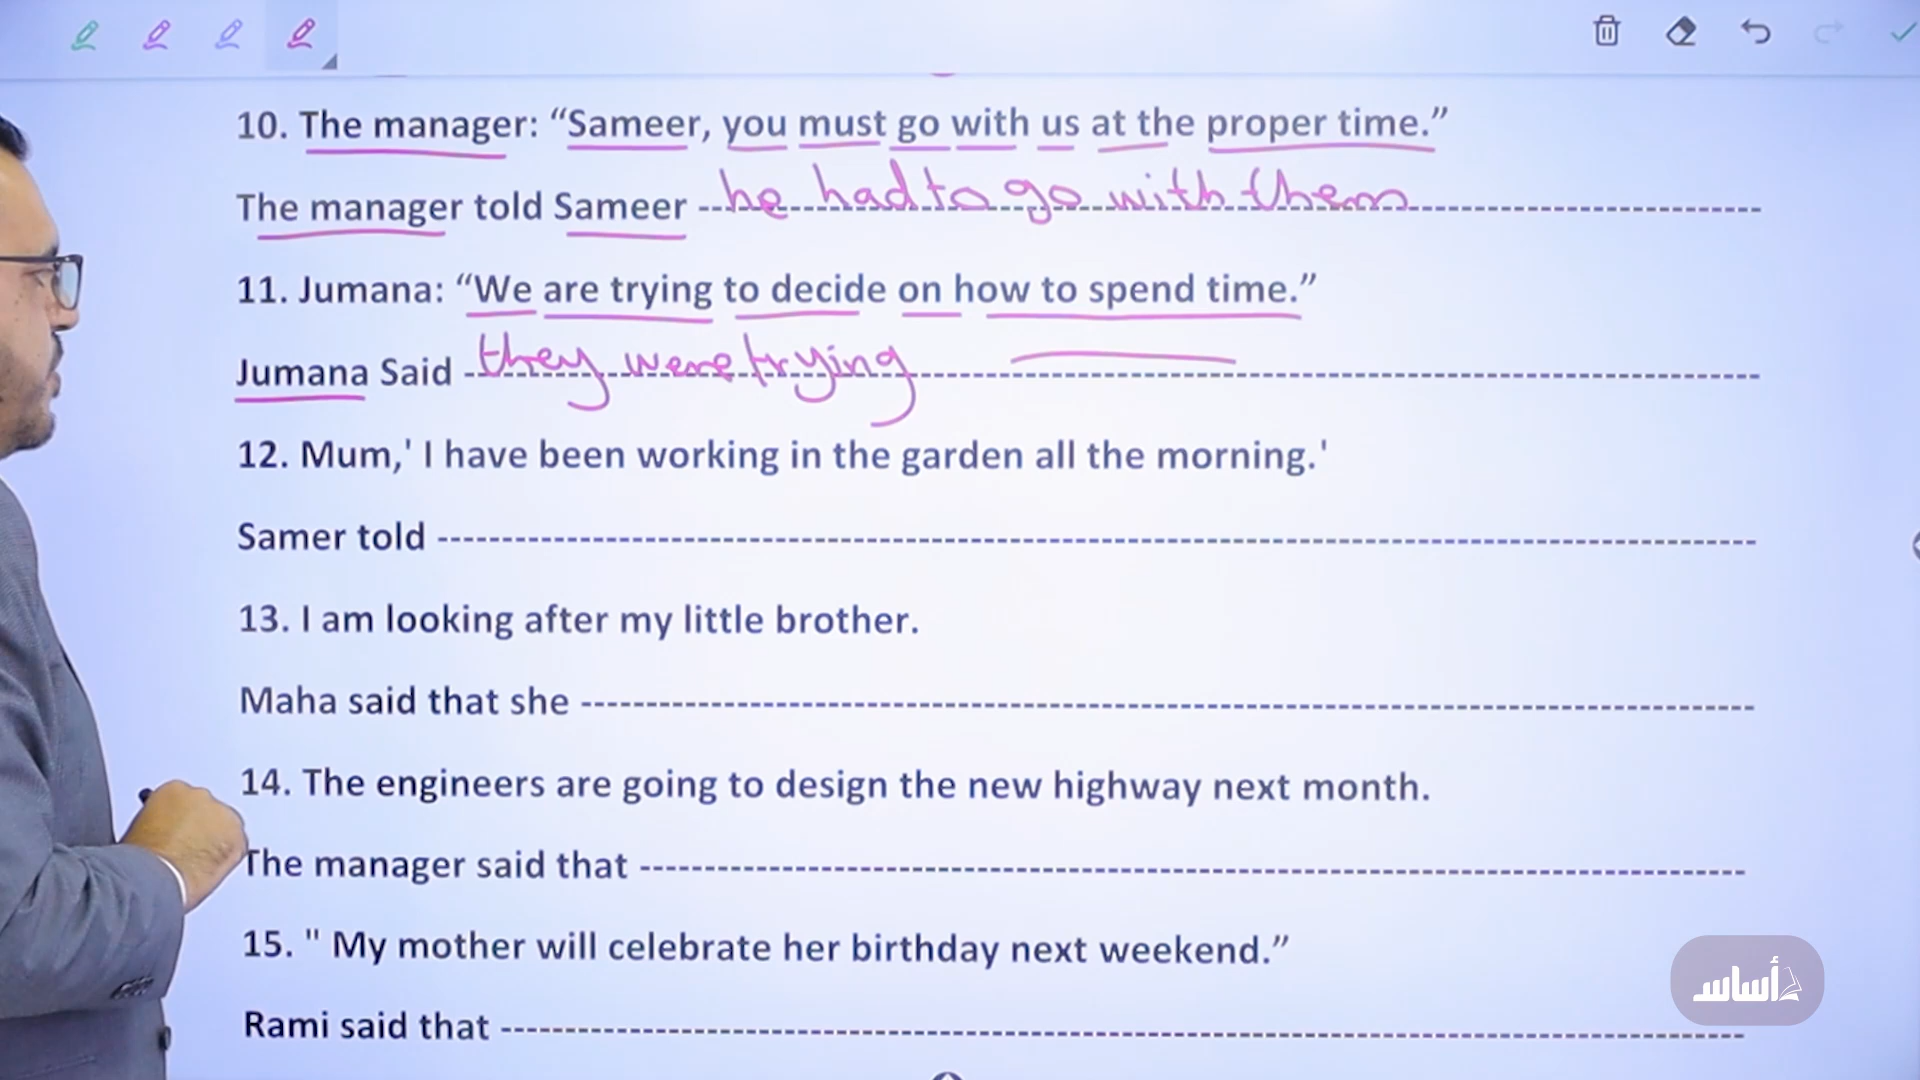 10. The manager: “Sameer, you must go with us at the proper time.”
The manager told Sameer he had to go with them
11. Jumana: “We are trying to decide on how to spend time.”
Jumana Said they were trying
12. Mum,' I have been working in the garden all the morning.'
Samer told
13. I am looking after my little brother.
Maha said that she
14. The engineers are going to design the new highway next month.
The manager said that
15. " My mother will celebrate her birthday next weekend.”
Rami said that
أساس